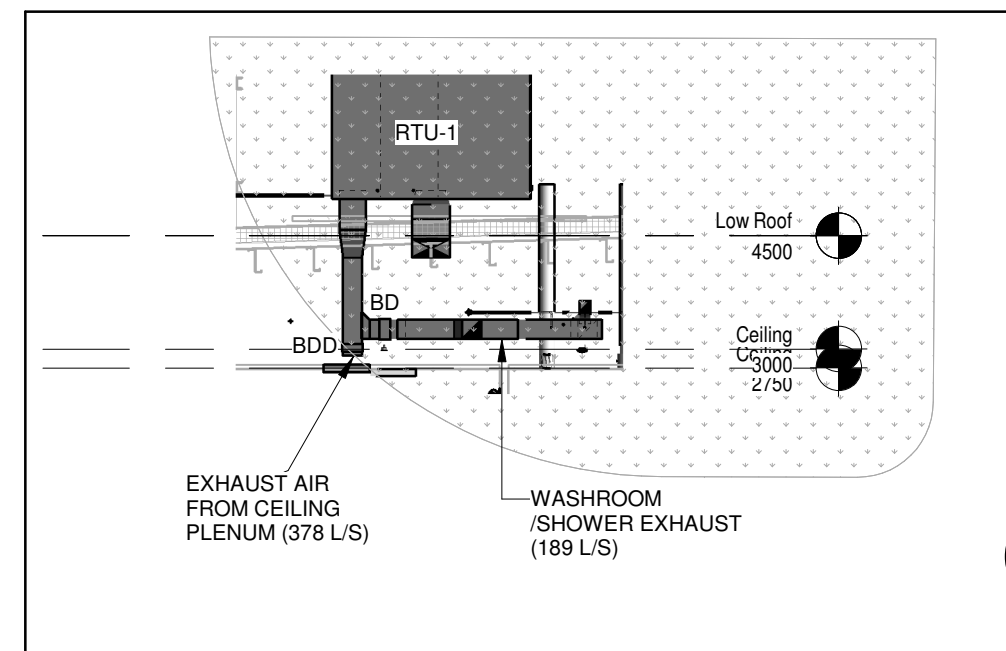 RTU-1
Low Roof
4500
BD
BDD
Ceiling
Ceiling
3000
2750
EXHAUST AIR
FROM CEILING
PLENUM (378 L/S)
WASHROOM
/SHOWER EXHAUST
(189 L/S)